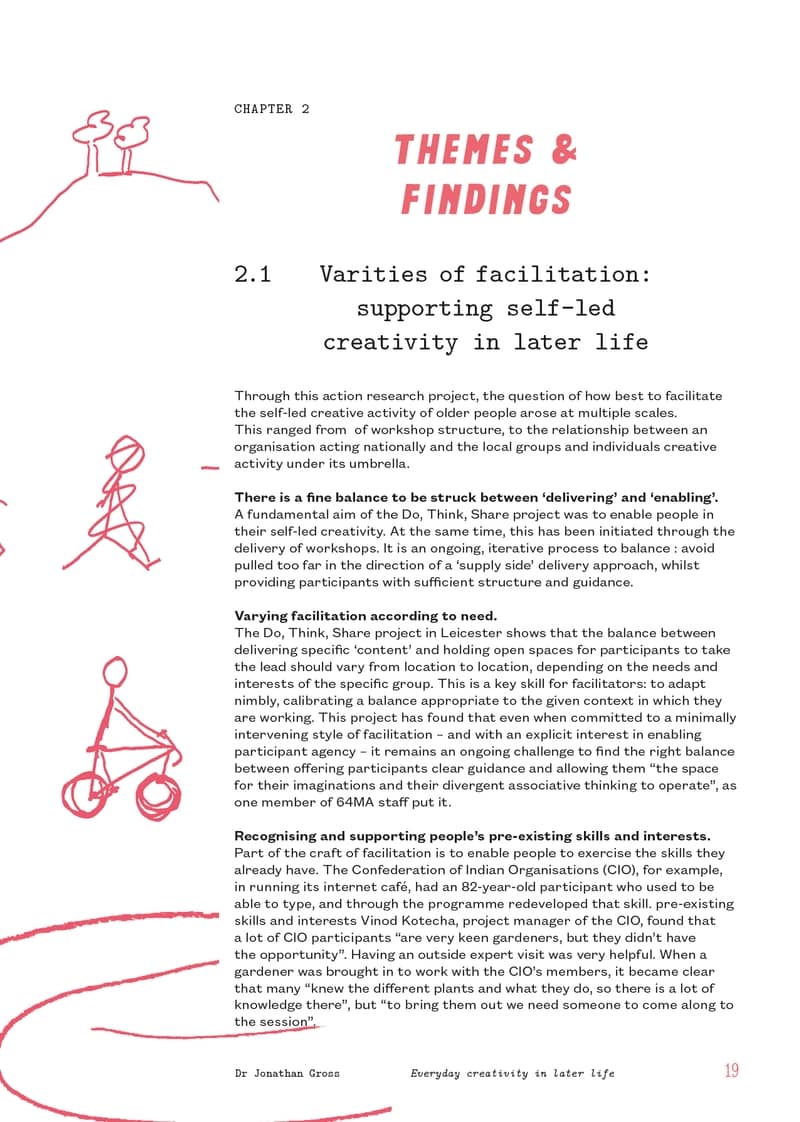 CHAPTER 2
THEMES &
FINDINGS
2.1 Varities of facilitation:
supporting self-led
creativity in later life
Through this action research project, the question of how best to facilitate
the self-led creative activity of older people arose at multiple scales.
This ranged from  of workshop structure, to the relationship between an
organisation acting nationally and the local groups and individuals creative
activity under its umbrella.
There is a fine balance to be struck between ‘delivering’ and ‘enabling’.
A fundamental aim of the Do, Think, Share project was to enable people in
their self-led creativity. At the same time, this has been initiated through the
delivery of workshops. It is an ongoing, iterative process to balance : avoid
pulled too far in the direction of a ‘supply side’ delivery approach, whilst
providing participants with sufficient structure and guidance.
Varying facilitation according to need.
The Do, Think, Share project in Leicester shows that the balance between
delivering specific ‘content’ and holding open spaces for participants to take
the lead should vary from location to location, depending on the needs and
interests of the specific group. This is a key skill for facilitators: to adapt
nimbly, calibrating a balance appropriate to the given context in which they
are working. This project has found that even when committed to a minimally
intervening style of facilitation – and with an explicit interest in enabling
participant agency – it remains an ongoing challenge to find the right balance
between offering participants clear guidance and allowing them “the space
for their imaginations and their divergent associative thinking to operate”, as
one member of 64MA staff put it.
Recognising and supporting people’s pre-existing skills and interests.
Part of the craft of facilitation is to enable people to exercise the skills they
already have. The Confederation of Indian Organisations (CIO), for example,
in running its internet café, had an 82-year-old participant who used to be
able to type, and through the programme redeveloped that skill. pre-existing
skills and interests Vinod Kotecha, project manager of the CIO, found that
a lot of CIO participants “are very keen gardeners, but they didn’t have
the opportunity”. Having an outside expert visit was very helpful. When a
gardener was brought in to work with the CIO’s members, it became clear
that many “knew the different plants and what they do, so there is a lot of
knowledge there”, but “to bring them out we need someone to come along to
the session”.
Dr Jonathan Gross Everyday creativity in later life 19